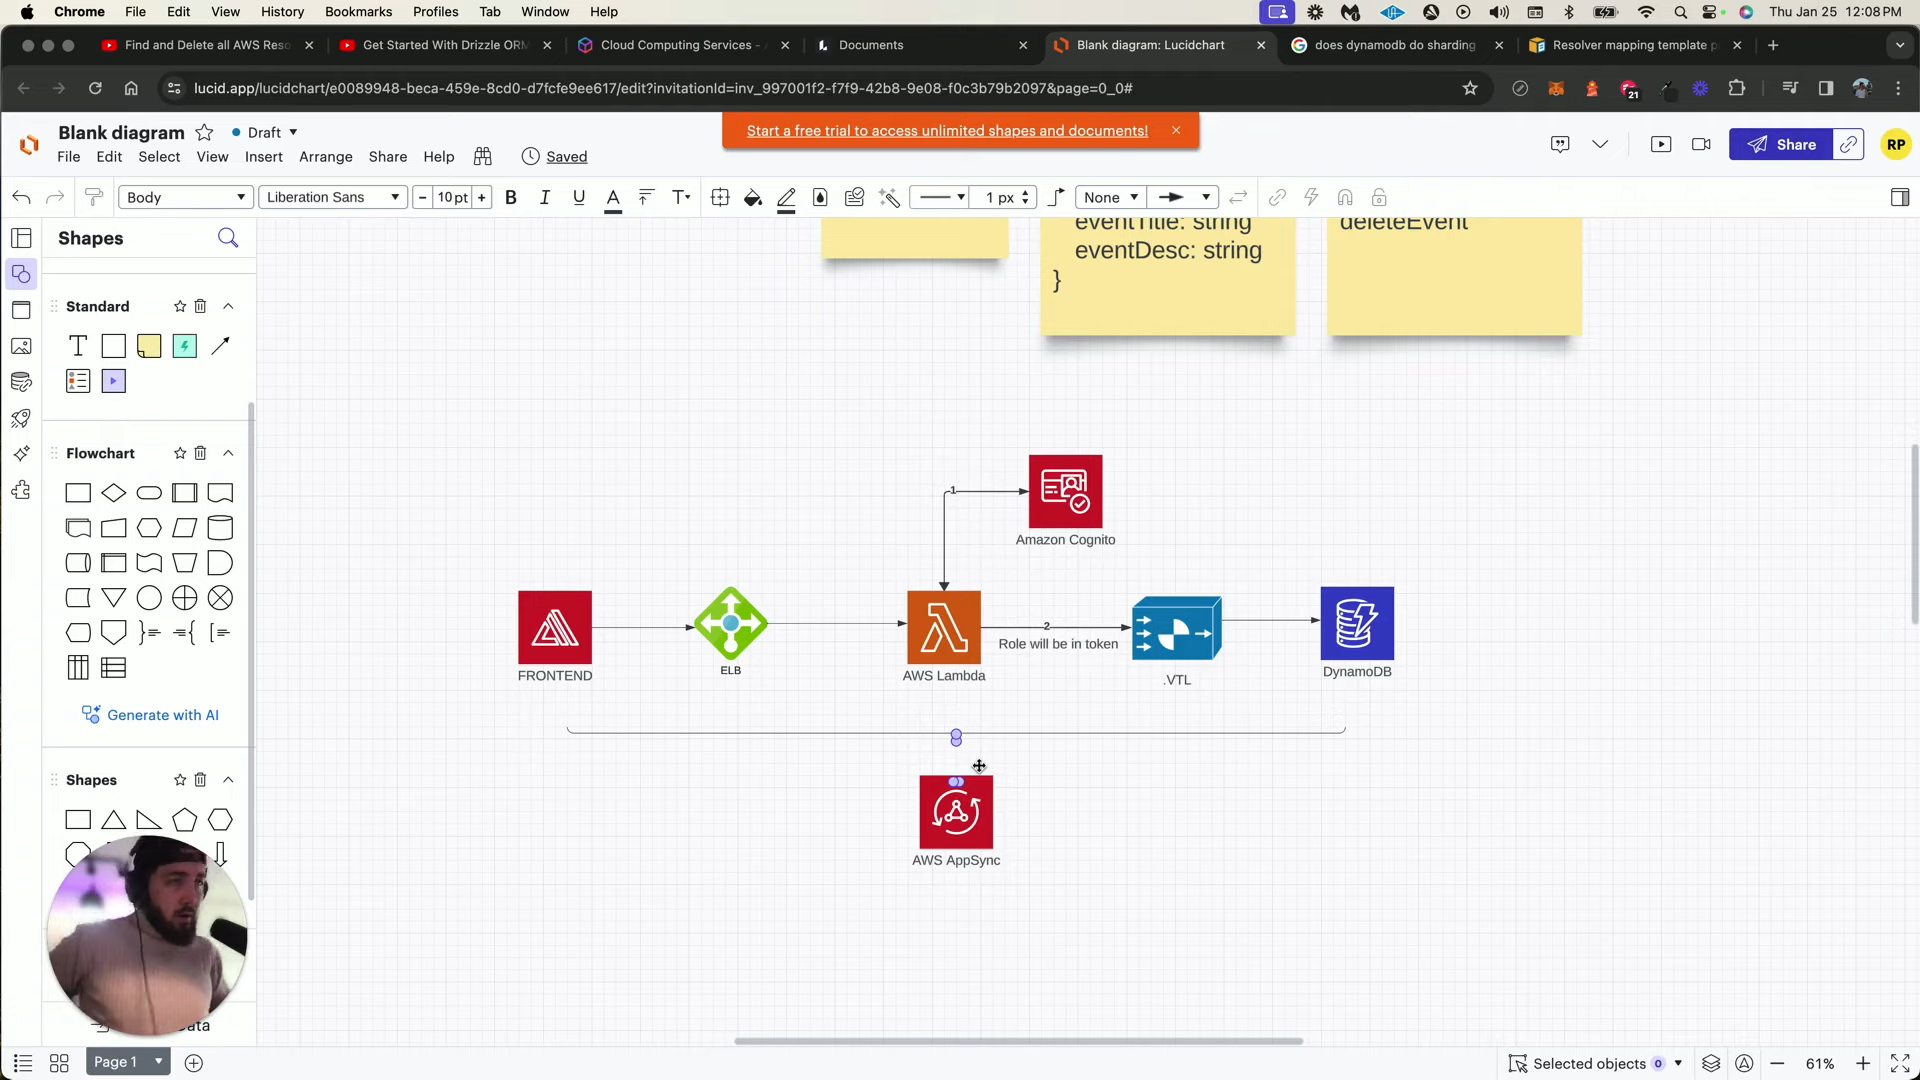 Chrome File Edit View History Bookmarks Profiles Tab Window Help Thu Jan 25 12:08 PM
Find and Delete all AWS Reso
Get Started With Drizzle ORM
Cloud Computing Services -
Documents
Blank diagram: Lucidchart
does dynamodb do sharding
Resolver mapping template p
lucid.app/lucidchart/e0089948-beca-459e-8cd0-d7fcfe9ee617/edit?invitationId=inv_997001f2-f7f9-42b8-9e08-f0c3b79b2097&page=0_0#
21
Blank diagram
Draft
Start a free trial to access unlimited shapes and documents!
Share
RP
File Edit Select View Insert Arrange Share Help Saved
Body Liberation Sans 10 pt B I U A T 1 px None
Shapes
eventTitle: string
eventDesc: string
}
deleteEvent
Standard
T
Flowchart
Generate with AI
Shapes
1
Amazon Cognito
FRONTEND
ELB
AWS Lambda
2
Role will be in token
.VTL
DynamoDB
AWS AppSync
Page 1
Selected objects 0
61%